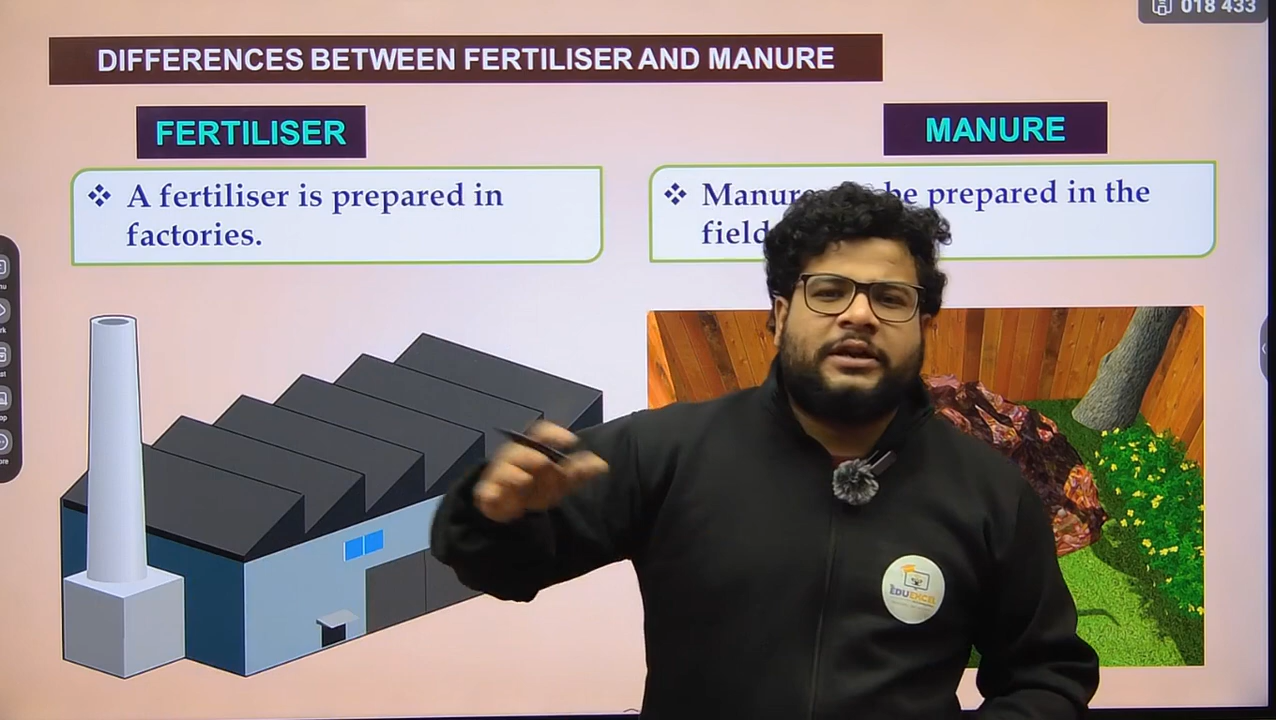 018 433
DIFFERENCES BETWEEN FERTILISER AND MANURE
FERTILISER
MANURE
❖ A fertiliser is prepared in
factories.
❖ Manure be prepared in the
field
EDUEXCEL